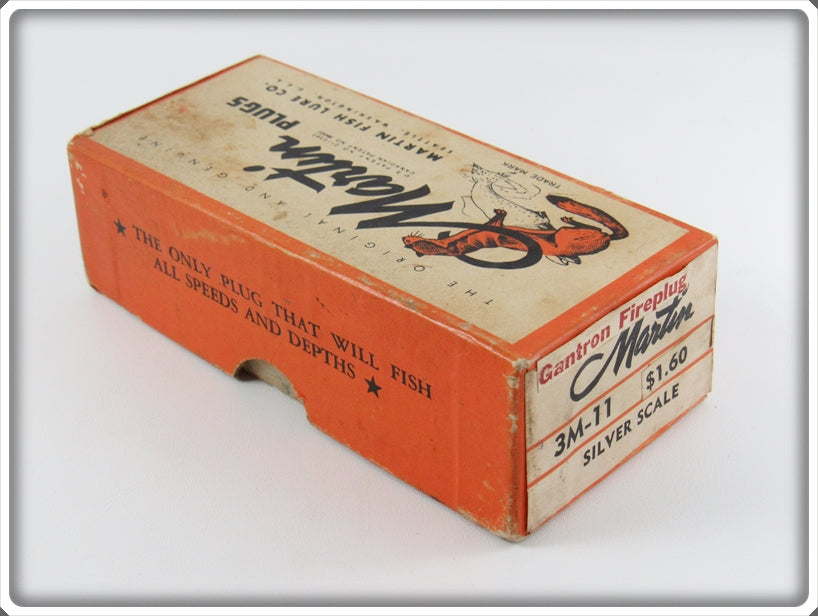 THE ORIGINAL AND GENUINE
Martin
PLUGS
MARTIN FISH LURE CO.
SEATTLE, WASHINGTON, U.S.A.
TRADE MARK
★ THE ONLY PLUG THAT WILL FISH
ALL SPEEDS AND DEPTHS ★
Gantron Fireplug
Martin
3M-11 $1.60
SILVER SCALE